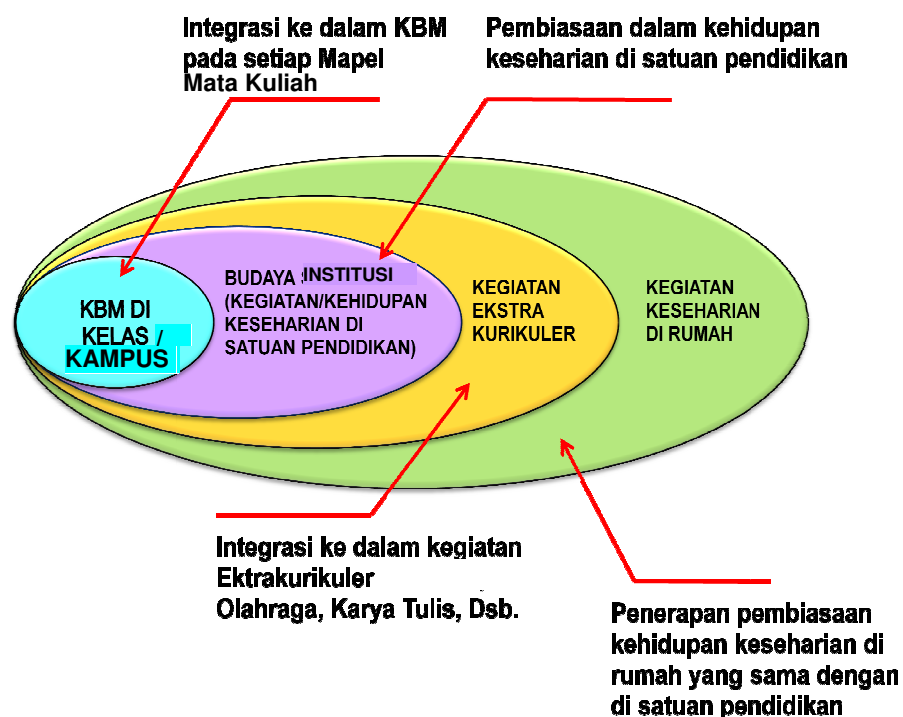 Integrasi ke dalam KBM
pada setiap Mapel
Mata Kuliah
Pembiasaan dalam kehidupan
keseharian di satuan pendidikan
KBM DI
KELAS /
KAMPUS
BUDAYA INSTITUSI
(KEGIATAN/KEHIDUPAN
KESEHARIAN DI
SATUAN PENDIDIKAN)
KEGIATAN
EKSTRA
KURIKULER
KEGIATAN
KESEHARIAN
DI RUMAH
Integrasi ke dalam kegiatan
Ektrakurikuler
Olahraga, Karya Tulis, Dsb.
Penerapan pembiasaan
kehidupan keseharian di
rumah yang sama dengan
di satuan pendidikan